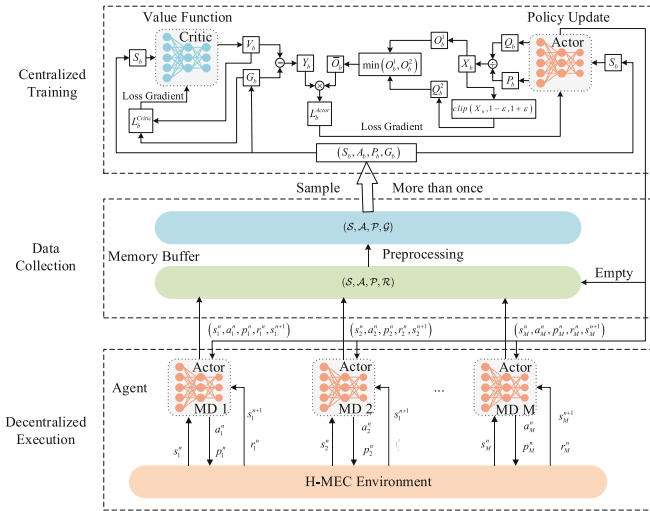 Value Function
Policy Update
Critic
Actor
Centralized
Training
S_b
V_b
G_b
Y_b
Loss Gradient
L_b^{Critic}
\bar{O}_b
min(O_b^1, O_b^2)
O_b^1
O_b^2
X_b
Q_b
P_b
S_b
clip(X_b, 1-ε, 1+ε)
L_b^{Actor}
Loss Gradient
(S_b, A_b, P_b, G_b)
Sample
More than once
Data
Collection
(S, A, P, G)
Memory Buffer
Preprocessing
(S, A, P, R)
Empty
(s_1^n, a_1^n, p_1^n, r_1^n, s_1^{n+1})
(s_2^n, a_2^n, p_2^n, r_2^n, s_2^{n+1})
(s_M^n, a_M^n, p_M^n, r_M^n, s_M^{n+1})
Decentralized
Execution
Agent
Actor
MD 1
Actor
MD 2
...
Actor
MD M
s_1^n
a_1^n
p_1^n
r_1^n
s_1^{n+1}
s_2^n
a_2^n
p_2^n
s_1^{n+1}
s_M^n
a_M^n
p_M^n
r_M^n
s_M^{n+1}
H-MEC Environment